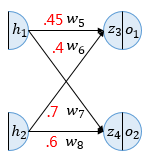 h₁ .45 w₅ z₃ o₁
.4 w₆
.7 w₇
h₂ .6 w₈ z₄ o₂